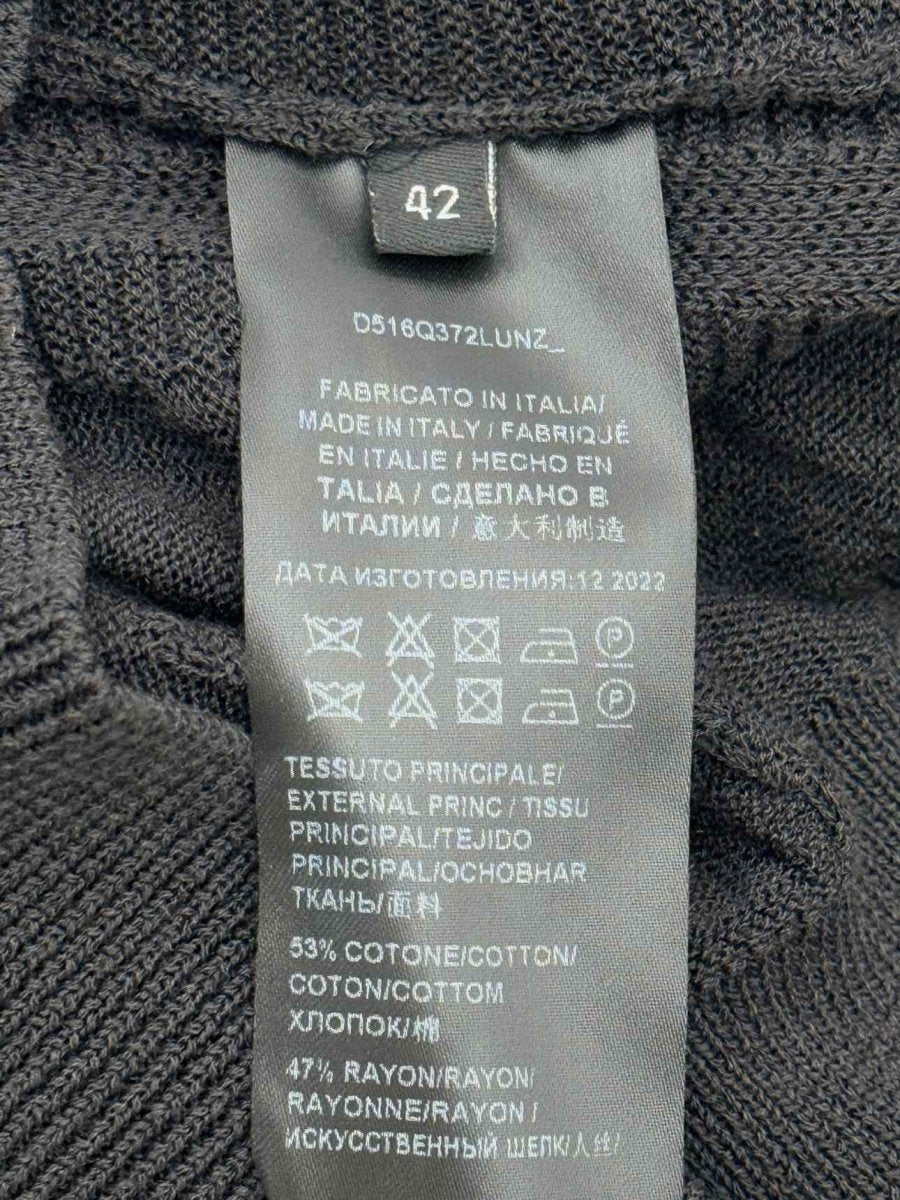 42
D516Q372LUNZ_
FABRICATO IN ITALIA/
MADE IN ITALY / FABRIQUÉ
EN ITALIE / HECHO EN
TALIA / СДЕЛАНО В
ИТАЛИИ / 意大利制造
ДАТА ИЗГОТОВЛЕНИЯ:12 2022
P
P
TESSUTO PRINCIPALE/
EXTERNAL PRINC / TISSU
PRINCIPAL/TEJIDO
PRINCIPAL/ОСНОВНАЯ
ТКАНЬ/面料
53% COTONE/COTTON/
COTON/COTTOM
ХЛОПОК/棉
47% RAYON/RAYON/
RAYONNE/RAYON /
ИСКУССТВЕННЫЙ ШЕЛК/人丝/